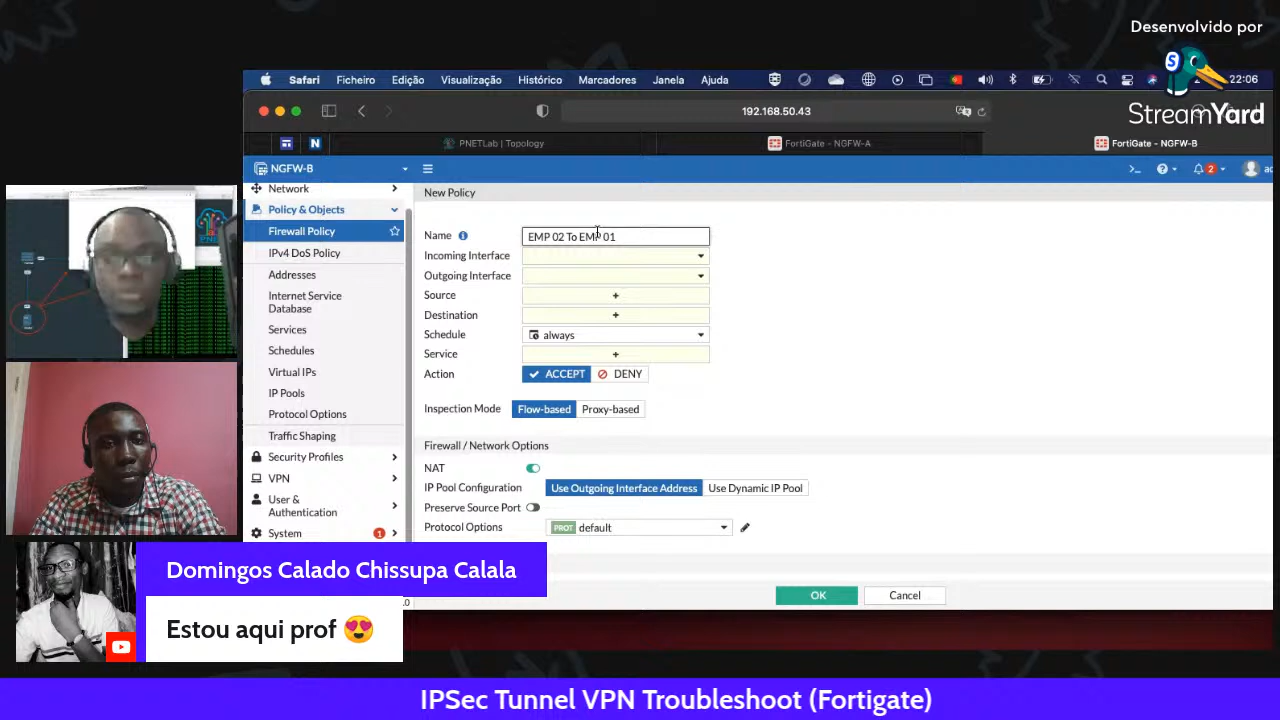 Desenvolvido por
StreamYard
Safari Ficheiro Edição Visualização Histórico Marcadores Janela Ajuda
22:06
192.168.50.43
PNETLab | Topology
FortiGate - NGFW-A
FortiGate - NGFW-B
NGFW-B
2
Network
Policy & Objects
Firewall Policy
IPv4 DoS Policy
Addresses
Internet Service
Database
Services
Schedules
Virtual IPs
IP Pools
Protocol Options
Traffic Shaping
Security Profiles
VPN
User &
Authentication
System
1
New Policy
Name EMP 02 To EMP 01
Incoming Interface
Outgoing Interface
Source +
Destination +
Schedule always
Service +
Action ACCEPT DENY
Inspection Mode Flow-based Proxy-based
Firewall / Network Options
NAT
IP Pool Configuration Use Outgoing Interface Address Use Dynamic IP Pool
Preserve Source Port
Protocol Options PROT default
OK Cancel
Domingos Calado Chissupa Calala
Estou aqui prof 😍
IPSec Tunnel VPN Troubleshoot (Fortigate)